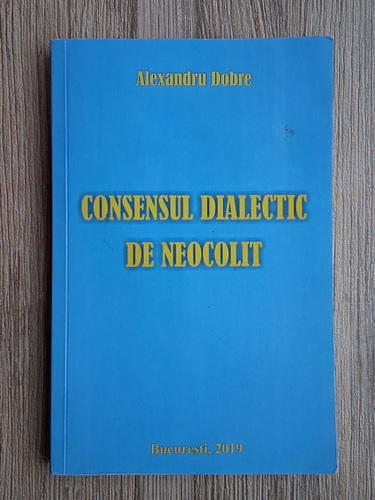 Alexandru Dobre
CONSENSUL DIALECTIC
DE NEOCOLIT
Bucureşti, 2019